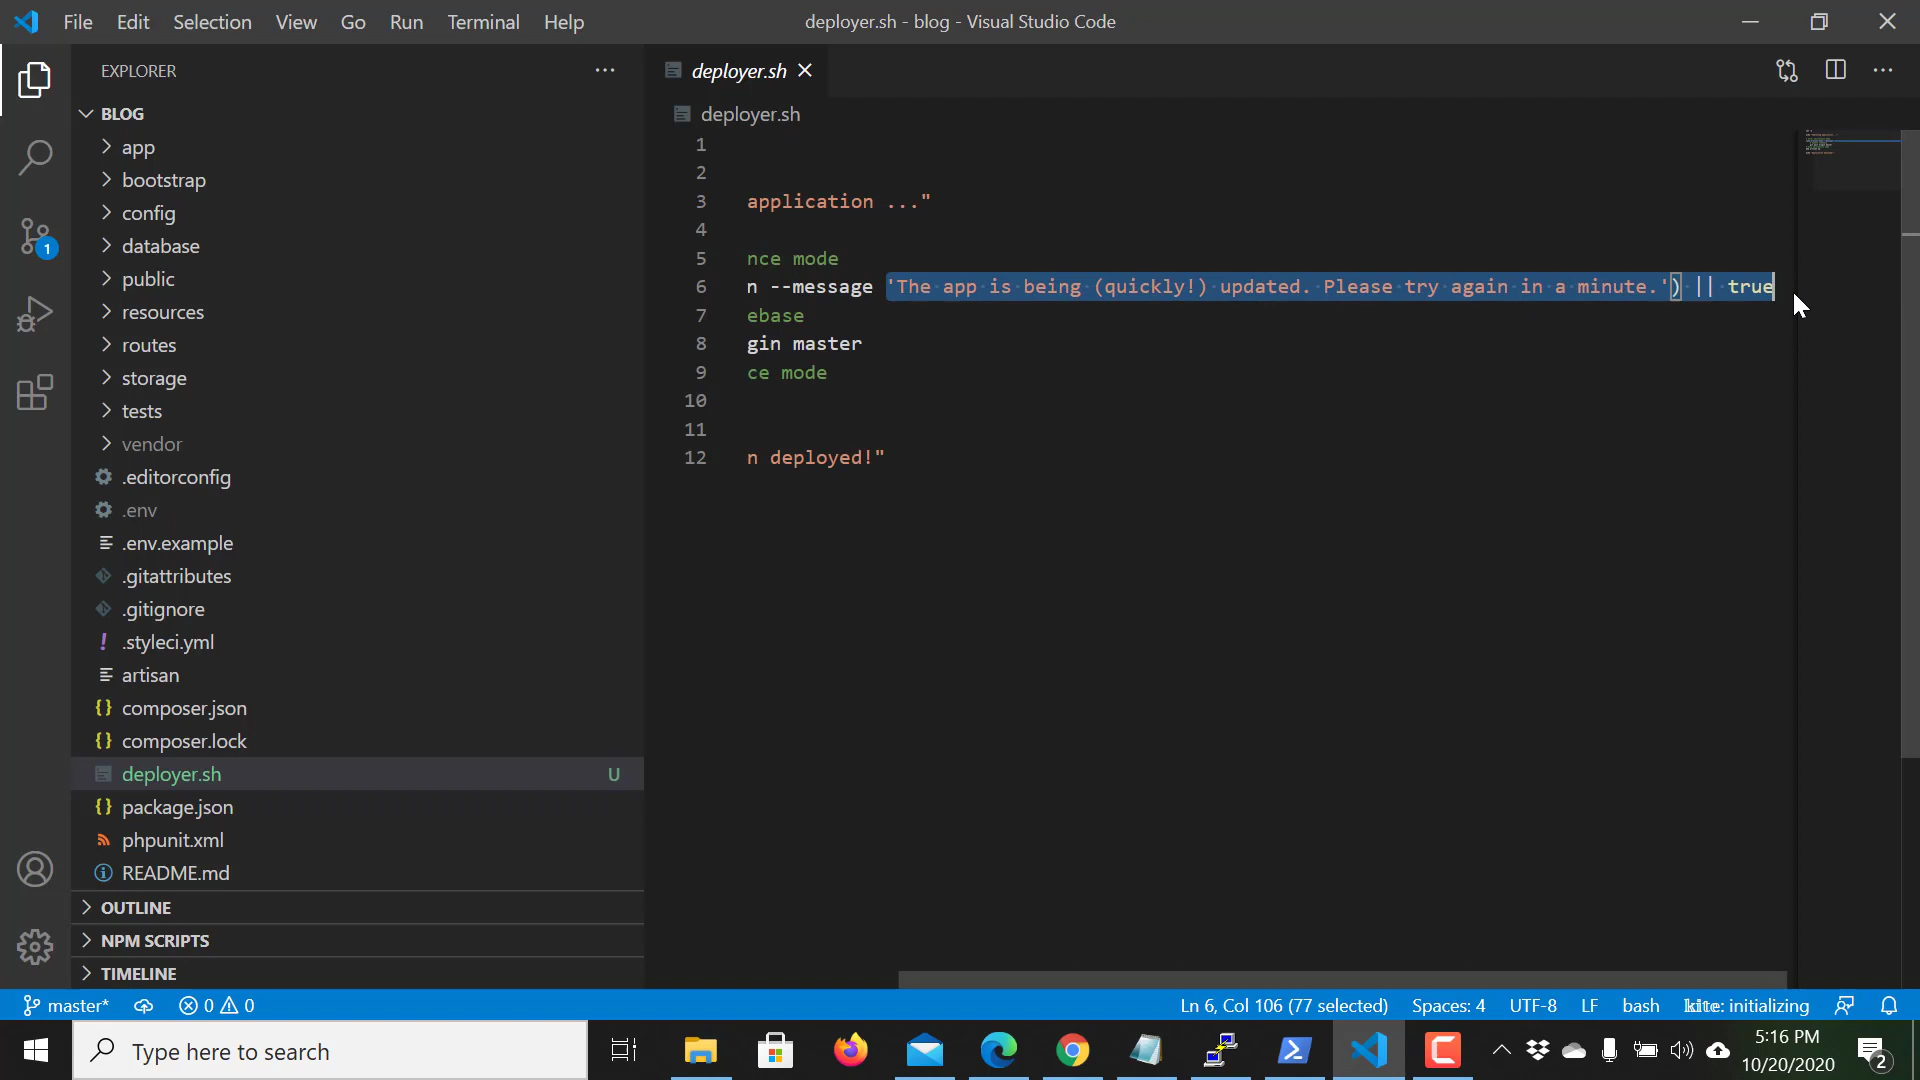 File Edit Selection View Go Run Terminal Help
deployer.sh - blog - Visual Studio Code
EXPLORER
BLOG
app
bootstrap
config
database
public
resources
routes
storage
tests
vendor
.editorconfig
.env
.env.example
.gitattributes
.gitignore
.styleci.yml
artisan
composer.json
composer.lock
deployer.sh U
package.json
phpunit.xml
README.md
OUTLINE
NPM SCRIPTS
TIMELINE
1
deployer.sh
deployer.sh
1
2
3 application ..."
4
5 nce mode
6 n --message 'The app is being (quickly!) updated. Please try again in a minute.') || true
7 ebase
8 gin master
9 ce mode
10
11
12 n deployed!"
master* 0 0 Ln 6, Col 106 (77 selected) Spaces: 4 UTF-8 LF bash kite: initializing
Type here to search
5:16 PM
10/20/2020
2